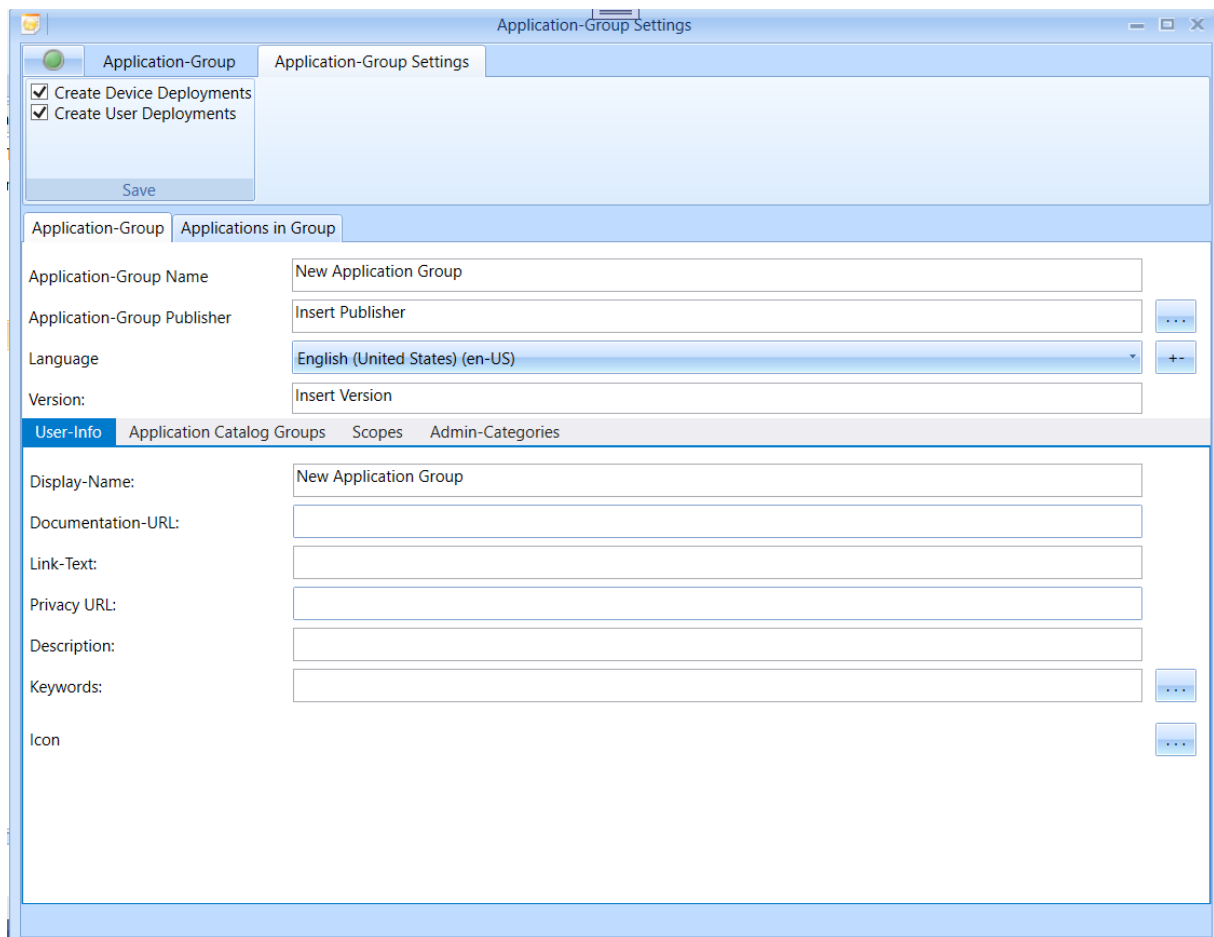 Application-Group Settings
Application-Group Application-Group Settings
Create Device Deployments
Create User Deployments
Save
Application-Group Applications in Group
Application-Group Name New Application Group
Application-Group Publisher Insert Publisher ...
Language English (United States) (en-US) +-
Version: Insert Version
User-Info Application Catalog Groups Scopes Admin-Categories
Display-Name: New Application Group
Documentation-URL:
Link-Text:
Privacy URL:
Description:
Keywords: ...
Icon ...